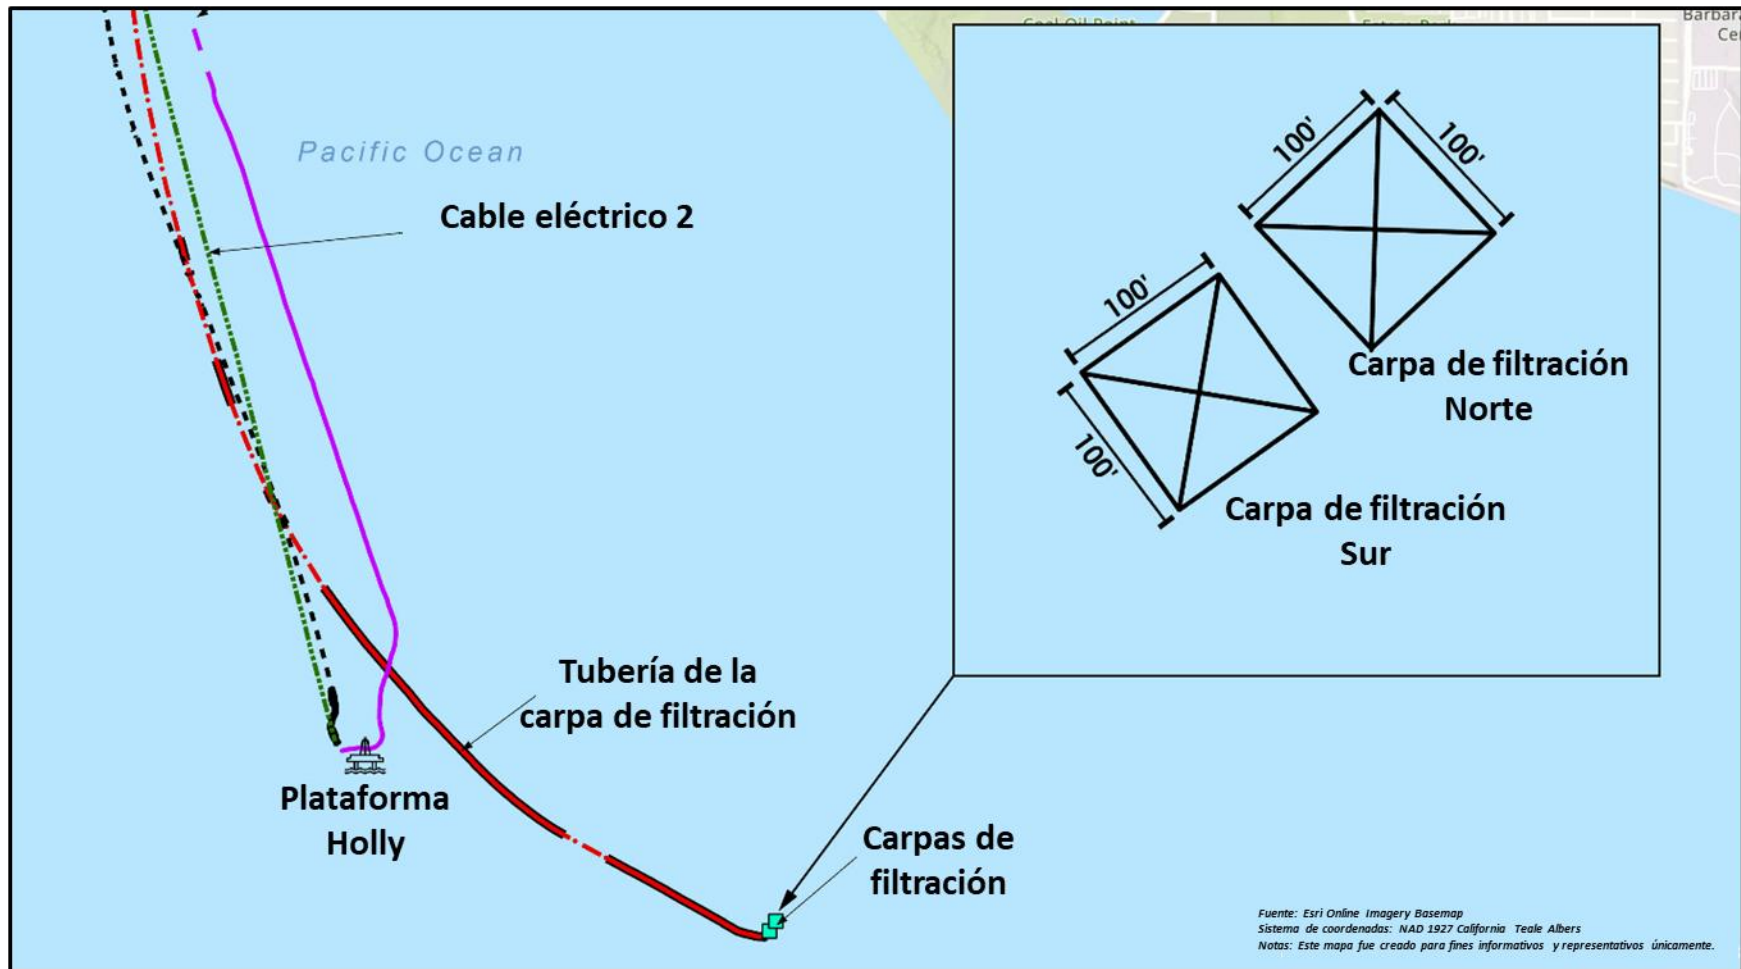 Barbara
Pacific Ocean
Cable eléctrico 2
100'
100'
100'
100'
Carpa de filtración
Norte
Carpa de filtración
Sur
Tubería de la
carpa de filtración
Plataforma
Holly
Carpas de
filtración
Fuente: Esri Online Imagery Basemap
Sistema de coordenadas: NAD 1927 California Teale Albers
Notas: Este mapa fue creado para fines informativos y representativos únicamente.